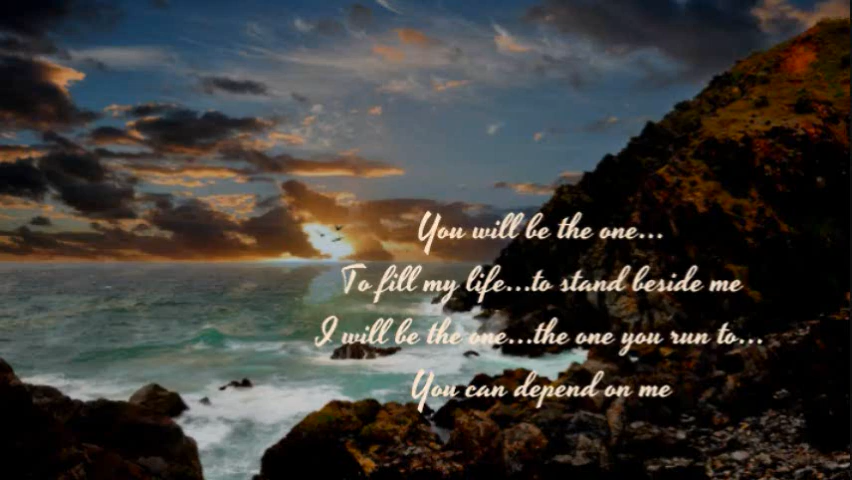 You will be the one...
To fill my life...to stand beside me
I will be the one...the one you run to...
You can depend on me